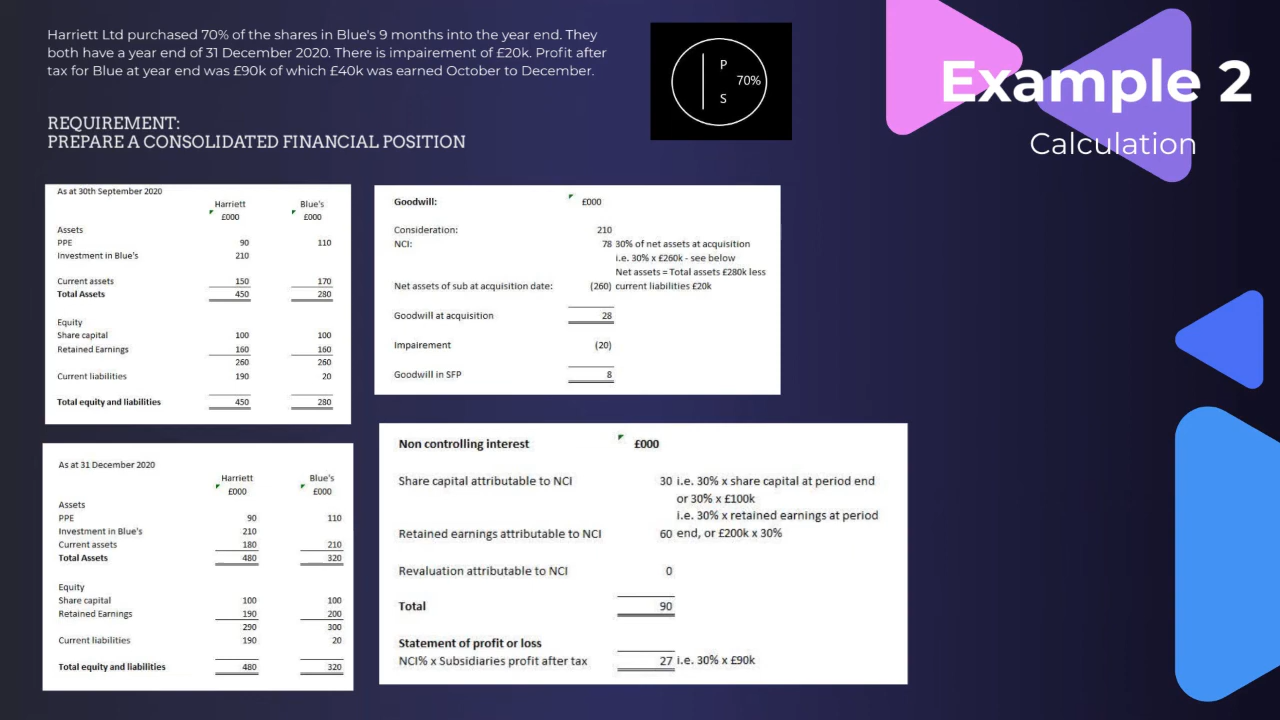 Harriett Ltd purchased 70% of the shares in Blue's 9 months into the year end. They
both have a year end of 31 December 2020. There is impairment of £20k. Profit after
tax for Blue at year end was £90k of which £40k was earned October to December.
REQUIREMENT:
PREPARE A CONSOLIDATED FINANCIAL POSITION
P
70%
S
Example 2
Calculation
As at 30th September 2020
Harriett Blue's
£000 £000
Assets
PPE 90 110
Investment in Blue's 210
Current assets 150 170
Total Assets 450 280
Equity
Share capital 100 100
Retained Earnings 160 160
260 260
Current liabilities 190 20
Total equity and liabilities 450 280
Goodwill: £000
Consideration: 210
NCI: 78 30% of net assets at acquisition
i.e. 30% x £260k - see below
Net assets = Total assets £280k less
Net assets of sub at acquisition date: (260) current liabilities £20k
Goodwill at acquisition 28
Impairment (20)
Goodwill in SFP 8
As at 31 December 2020
Harriett Blue's
£000 £000
Assets
PPE 90 110
Investment in Blue's 210
Current assets 180 210
Total Assets 480 320
Equity
Share capital 100 100
Retained Earnings 190 200
290 300
Current liabilities 190 20
Total equity and liabilities 480 320
Non controlling interest £000
Share capital attributable to NCI 30 i.e. 30% x share capital at period end
or 30% x £100k
i.e. 30% x retained earnings at period
Retained earnings attributable to NCI 60 end, or £200k x 30%
Revaluation attributable to NCI 0
Total 90
Statement of profit or loss
NCI% x Subsidiaries profit after tax 27 i.e. 30% x £90k